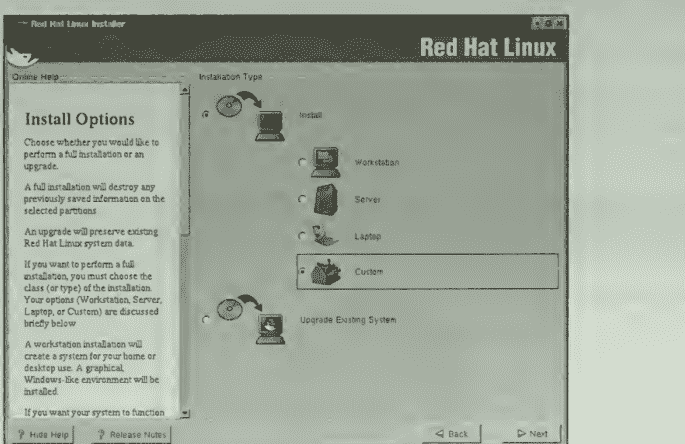 Red Hat Linux Installer
Red Hat Linux
Online Help
Installation Type
Install Options
Choose whether you would like to
perform a full installation or an
upgrade.
A full installation will destroy any
previously saved information on the
selected partitions
An upgrade will preserve existing
Red Hat Linux system data.
If you want to perform a full
installation, you must choose the
class (or type) of the installation.
Your options (Workstation, Server,
Laptop, or Custom) are discussed
briefly below
A workstation installation will
create a system for your home or
desktop use. A graphical,
Windows-like environment will be
installed.
If you want your system to function
Install
Workstation
Server
Laptop
Custom
Upgrade Existing System
? Hide Help
? Release Notes
Back
Next